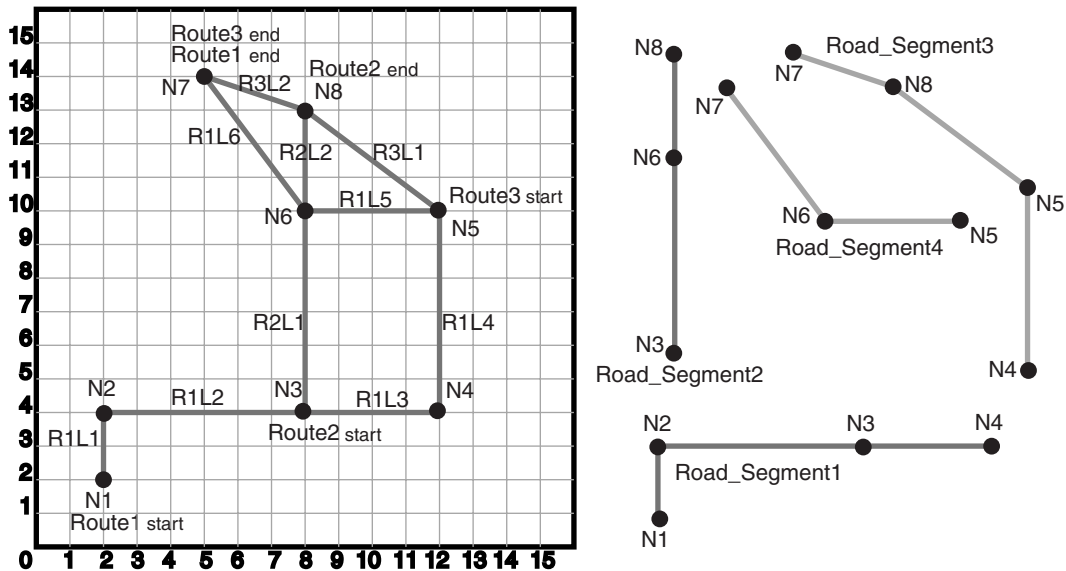 15
Route3 end
Route1 end
14
N7
R3L2
Route2 end
N8
13
R1L6
12
R2L2
R3L1
11
R1L5
Route3 start
10
N6
N5
9
8
7
R2L1
R1L4
6
5
N2
R1L2
N3
R1L3
N4
4
Route2 start
3
R1L1
2
N1
1
Route1 start
0 1 2 3 4 5 6 7 8 9 10 11 12 13 14 15
N8
N7
Road_Segment3
N8
N7
N6
N5
N6
N5
Road_Segment4
N3
Road_Segment2
N4
N2
N3
N4
Road_Segment1
N1